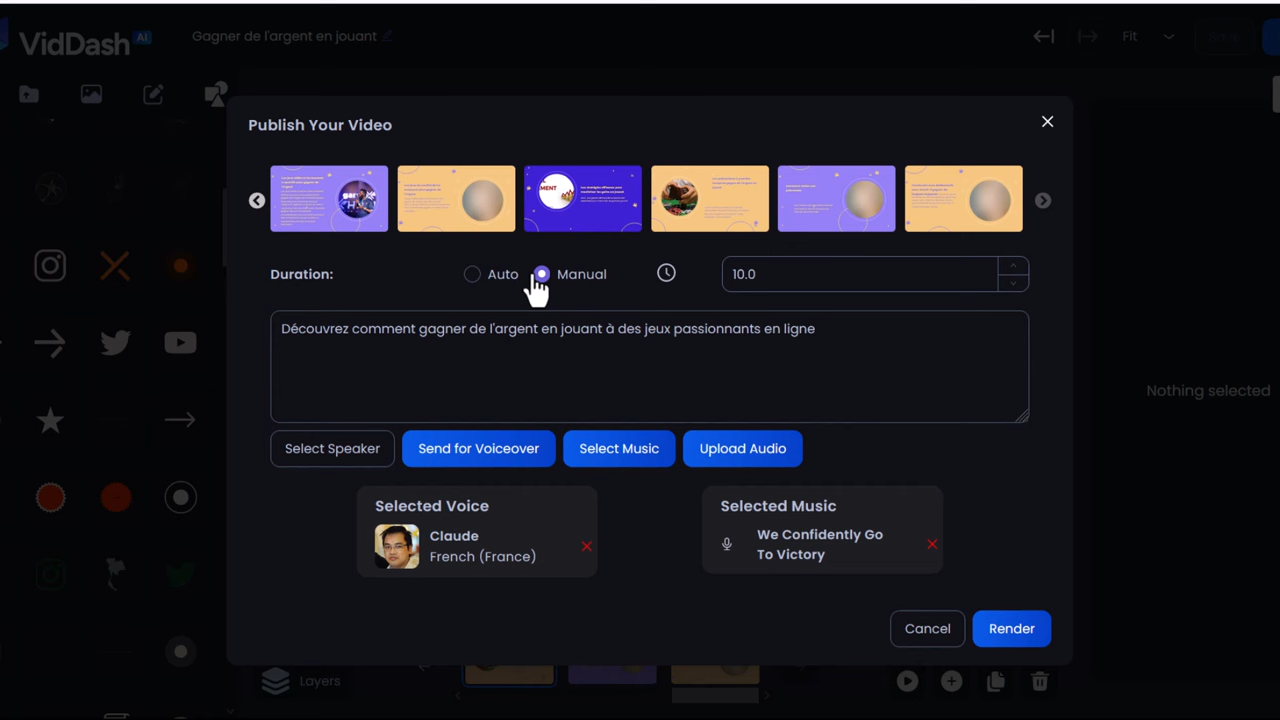 VidDash AI
Gagner de l'argent en jouant
Fit
Publish Your Video
MENT
Duration:
Auto
Manual
10.0
Découvrez comment gagner de l'argent en jouant à des jeux passionnants en ligne
Select Speaker
Send for Voiceover
Select Music
Upload Audio
Nothing selected
Selected Voice
Claude
French (France)
Selected Music
We Confidently Go
To Victory
Cancel
Render
Layers